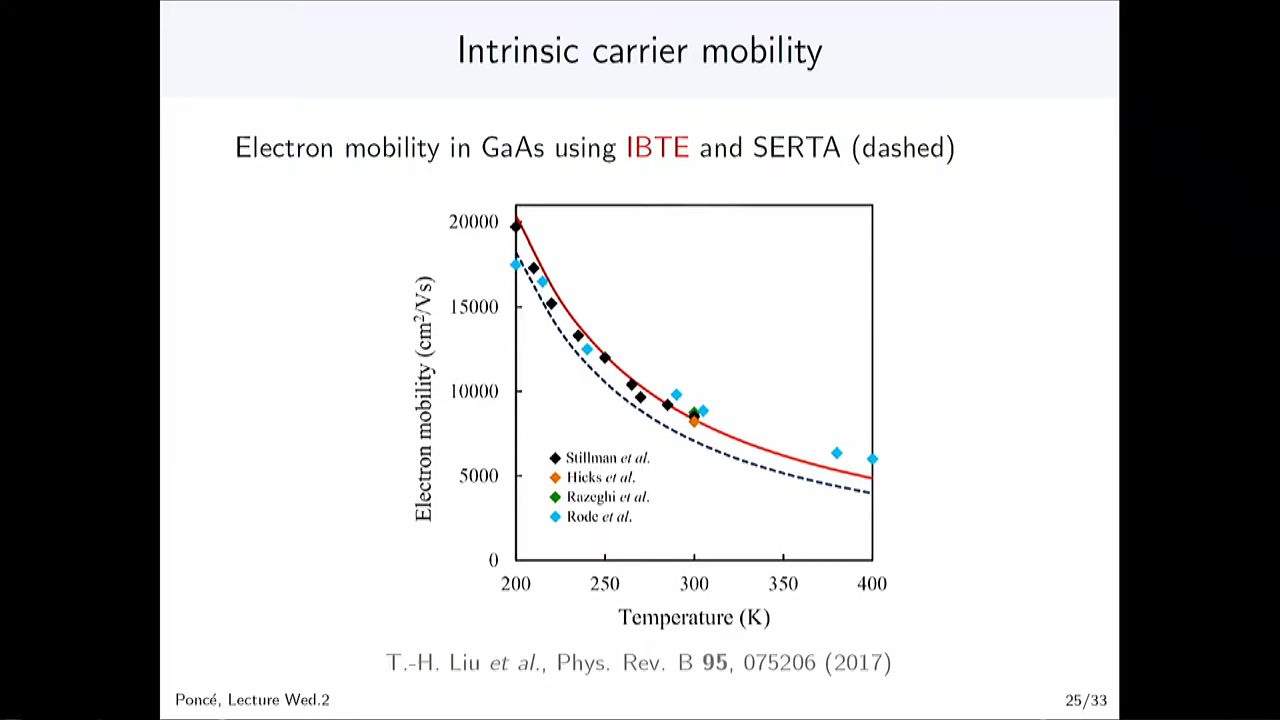 Intrinsic carrier mobility
Electron mobility in GaAs using IBTE and SERTA (dashed)
Electron mobility (cm²/Vs)
20000
15000
10000
5000
0
Stillman et al.
Hicks et al.
Razeghi et al.
Rode et al.
200 250 300 350 400
Temperature (K)
T.-H. Liu et al., Phys. Rev. B 95, 075206 (2017)
Poncé, Lecture Wed.2
25/33